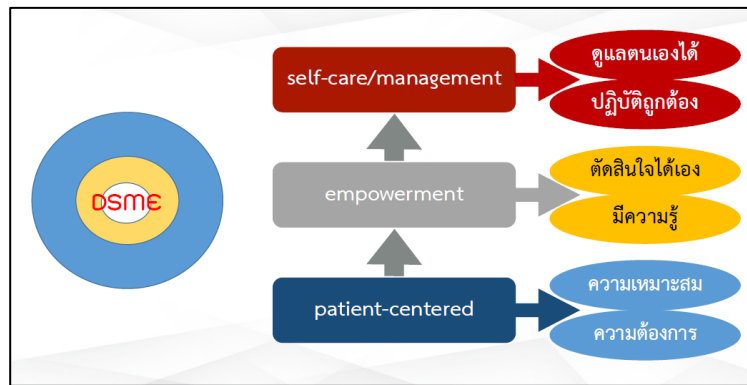 DSME
self-care/management
ดูแลตนเองได้
ปฏิบัติถูกต้อง
empowerment
ตัดสินใจได้เอง
มีความรู้
patient-centered
ความเหมาะสม
ความต้องการ